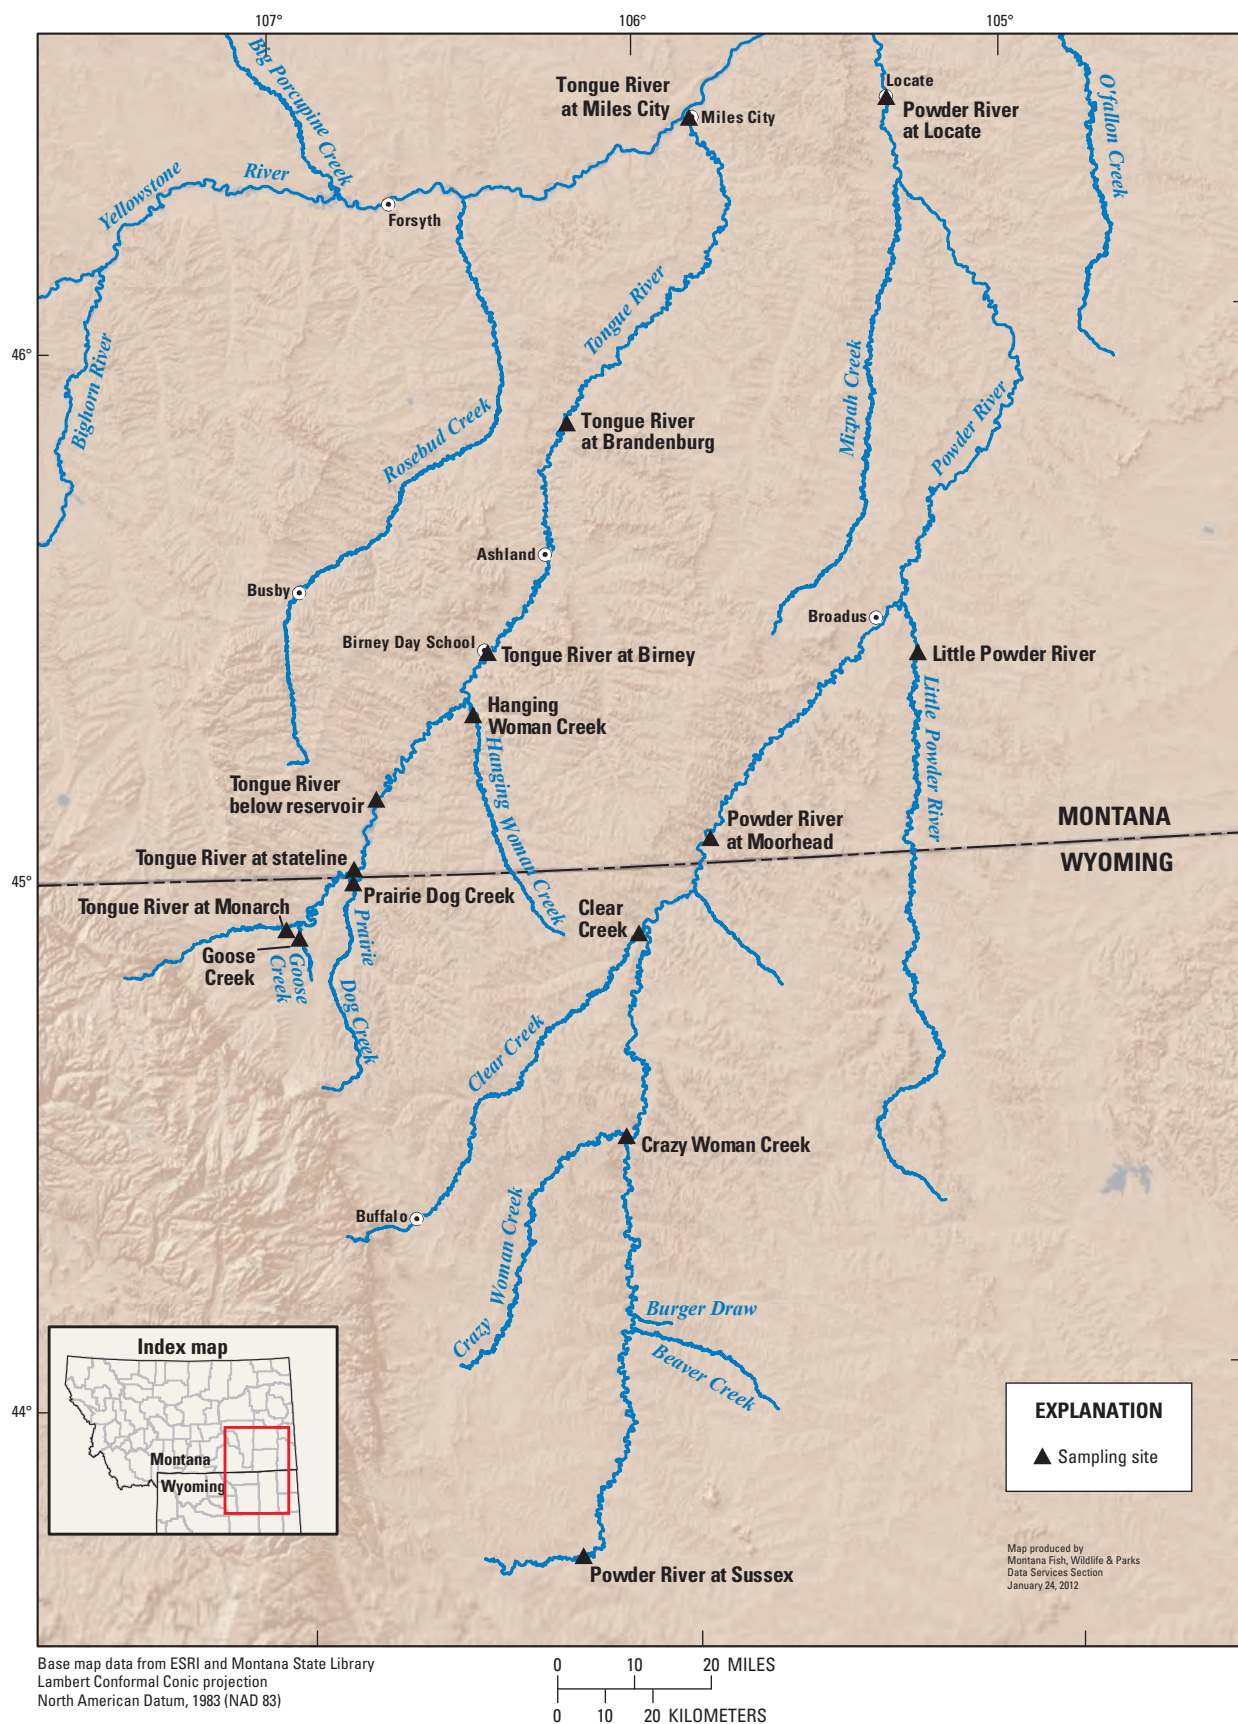 107°
106°
105°
Big Porcupine Creek
Tongue River
at Miles City
Miles City
Locate
Powder River
at Locate
O'fallon Creek
Yellowstone
River
Forsyth
Tongue River
46°
Bighorn River
Mizpah Creek
Powder River
Rosebud Creek
Tongue River
at Brandenburg
Ashland
Busby
Broadus
Birney Day School
Tongue River at Birney
Little Powder River
Little Powder River
Hanging
Woman Creek
Hanging Woman Creek
Tongue River
below reservoir
Powder River
at Moorhead
MONTANA
WYOMING
Tongue River at stateline
45°
Prairie Dog Creek
Tongue River at Monarch
Clear
Creek
Goose
Creek
Goose
Creek
Prairie
Dog Creek
Clear Creek
Crazy Woman Creek
Buffalo
Crazy
Woman Creek
Burger Draw
Beaver Creek
Index map
Montana
Wyoming
44°
EXPLANATION
Sampling site
Powder River at Sussex
Map produced by
Montana Fish, Wildlife & Parks
Data Services Section
January 24, 2012
Base map data from ESRI and Montana State Library
Lambert Conformal Conic projection
North American Datum, 1983 (NAD 83)
0 10 20 MILES
0 10 20 KILOMETERS